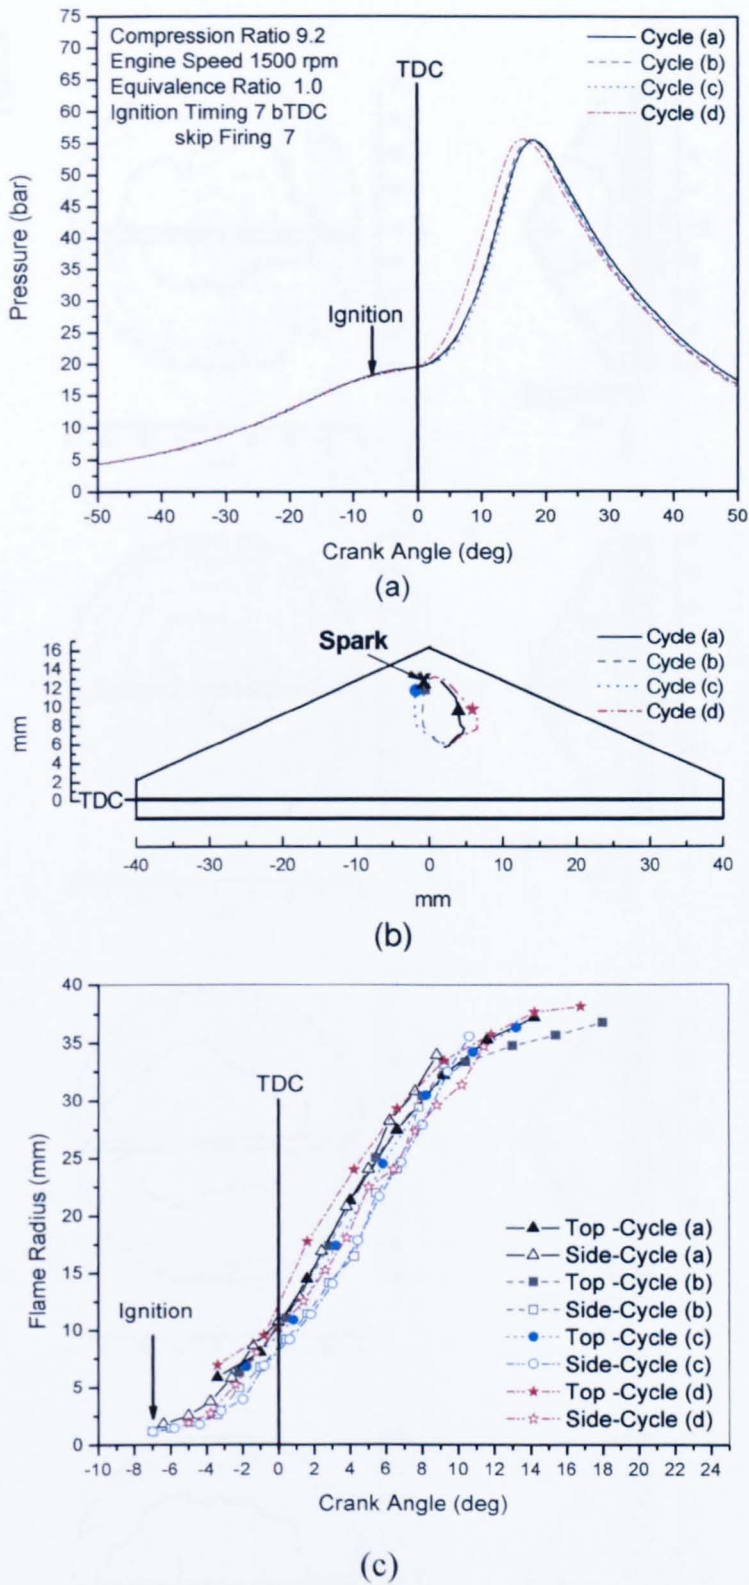 Compression Ratio 9.2
Engine Speed 1500 rpm
Equivalence Ratio 1.0
Ignition Timing 7 bTDC
skip Firing 7
TDC
Cycle (a)
Cycle (b)
Cycle (c)
Cycle (d)
Ignition
Pressure (bar)
75
70
65
60
55
50
45
40
35
30
25
20
15
10
5
0
-50 -40 -30 -20 -10 0 10 20 30 40 50
Crank Angle (deg)
(a)
Spark
Cycle (a)
Cycle (b)
Cycle (c)
Cycle (d)
mm
16
14
12
10
8
6
4
2
0
TDC
-40 -30 -20 -10 0 10 20 30 40
mm
(b)
Flame Radius (mm)
40
35
30
25
20
15
10
5
0
TDC
Ignition
Top -Cycle (a)
Side-Cycle (a)
Top -Cycle (b)
Side-Cycle (b)
Top -Cycle (c)
Side-Cycle (c)
Top -Cycle (d)
Side-Cycle (d)
-10 -8 -6 -4 -2 0 2 4 6 8 10 12 14 16 18 20 22 24
Crank Angle (deg)
(c)